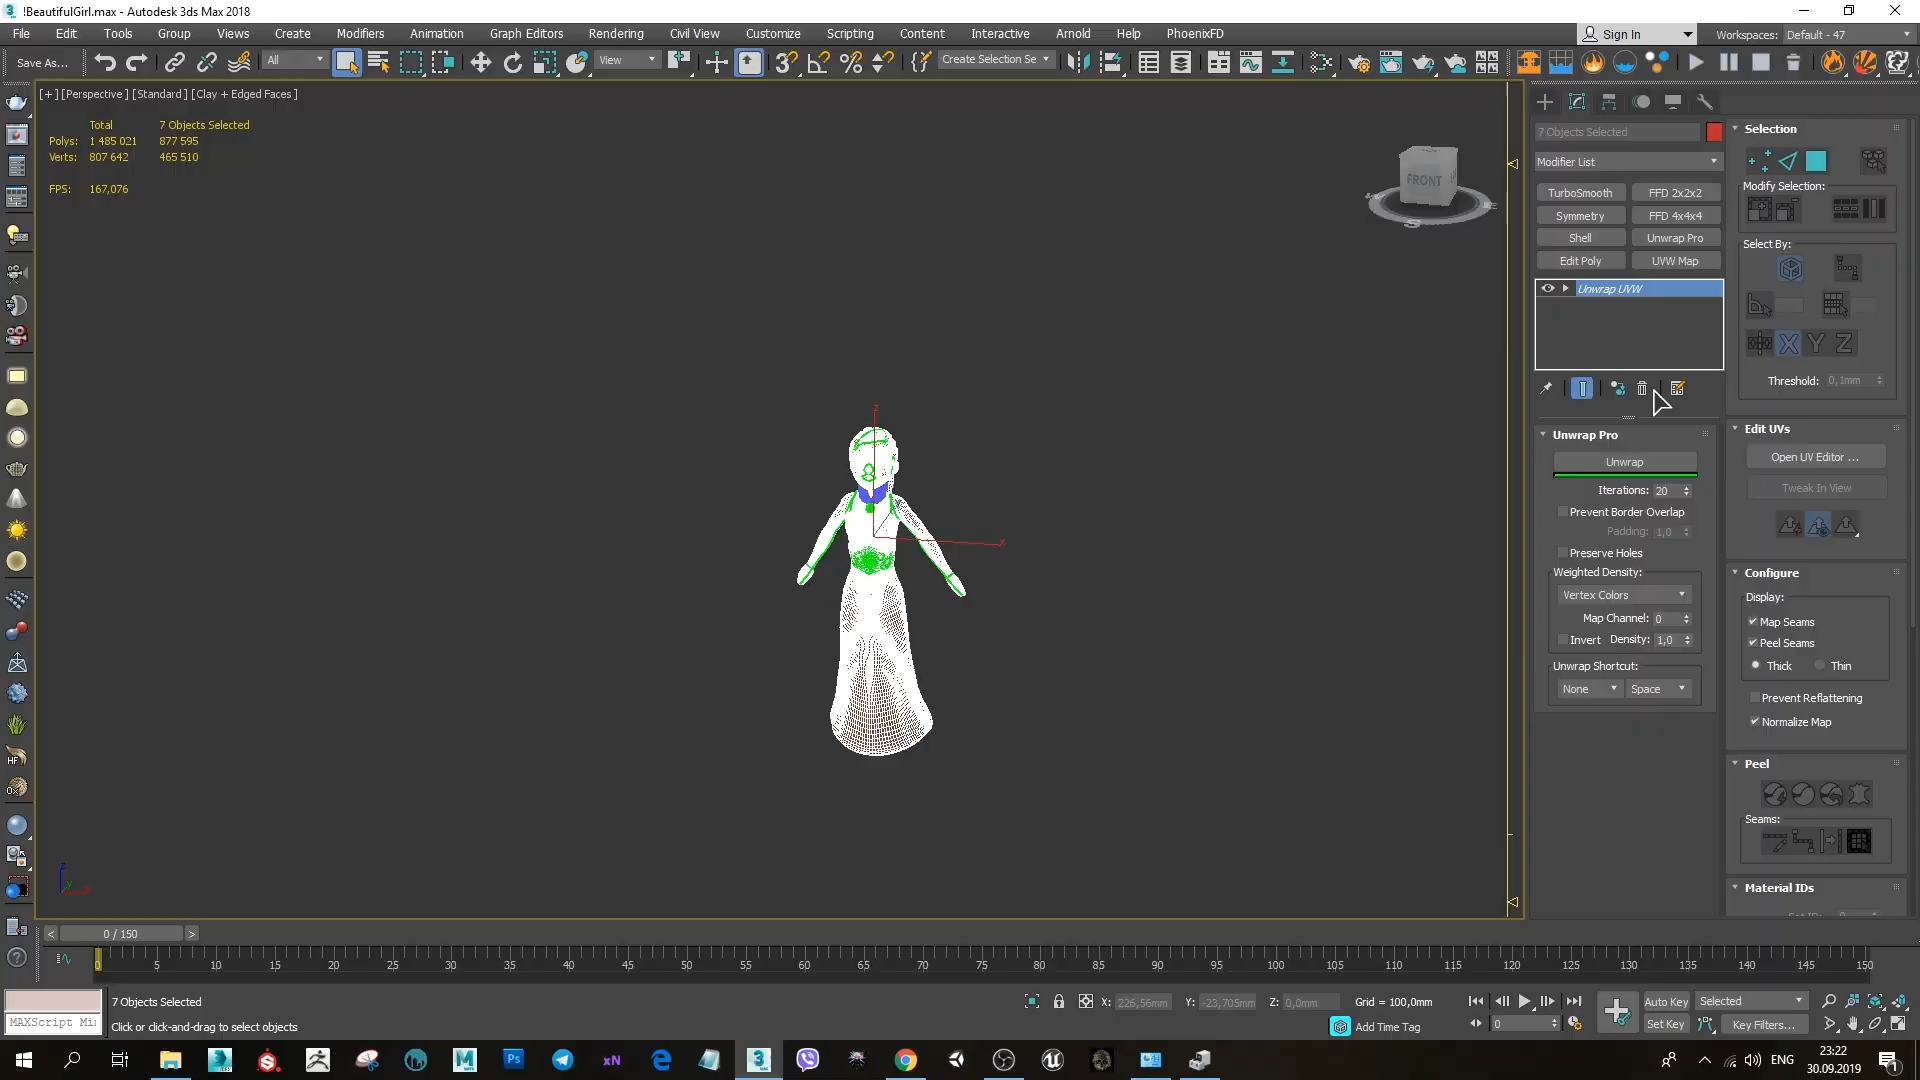 !BeautifulGirl.max - Autodesk 3ds Max 2018
File Edit Tools Group Views Create Modifiers Animation Graph Editors Rendering Civil View Customize Scripting Content Interactive Arnold Help PhoenixFD
Sign In
Workspaces: Default - 47
Save As...
All
View
Create Selection Se
[+] [Perspective ] [Standard ] [Clay + Edged Faces ]
Total 7 Objects Selected
Polys: 1 485 021 877 595
Verts: 807 642 465 510
FPS: 167,076
FRONT
S
7 Objects Selected
Modifier List
TurboSmooth FFD 2x2x2
Symmetry FFD 4x4x4
Shell Unwrap Pro
Edit Poly UVW Map
Unwrap UVW
Unwrap Pro
Unwrap
Iterations: 20
Prevent Border Overlap
Padding: 1,0
Preserve Holes
Weighted Density:
Vertex Colors
Map Channel: 0
Invert Density: 1,0
Unwrap Shortcut:
None Space
Selection
Modify Selection:
Select By:
X Y Z
Threshold: 0,1mm
Edit UVs
Open UV Editor ...
Tweak In View
Configure
Display:
Map Seams
Peel Seams
Thick Thin
Prevent Reflattening
Normalize Map
Peel
Seams:
Material IDs
z
x
< 0 / 150 >
0 5 10 15 20 25 30 35 40 45 50 55 60 65 70 75 80 85 90 95 100 105 110 115 120 125 130 135 140 145 150
7 Objects Selected
X: 226,56mm Y: -23,705mm Z: 0,0mm Grid = 100,0mm
Auto Key Selected
MAXScript Mi
Click or click-and-drag to select objects
Add Time Tag
0
Set Key Key Filters...
ENG
23:22
30.09.2019